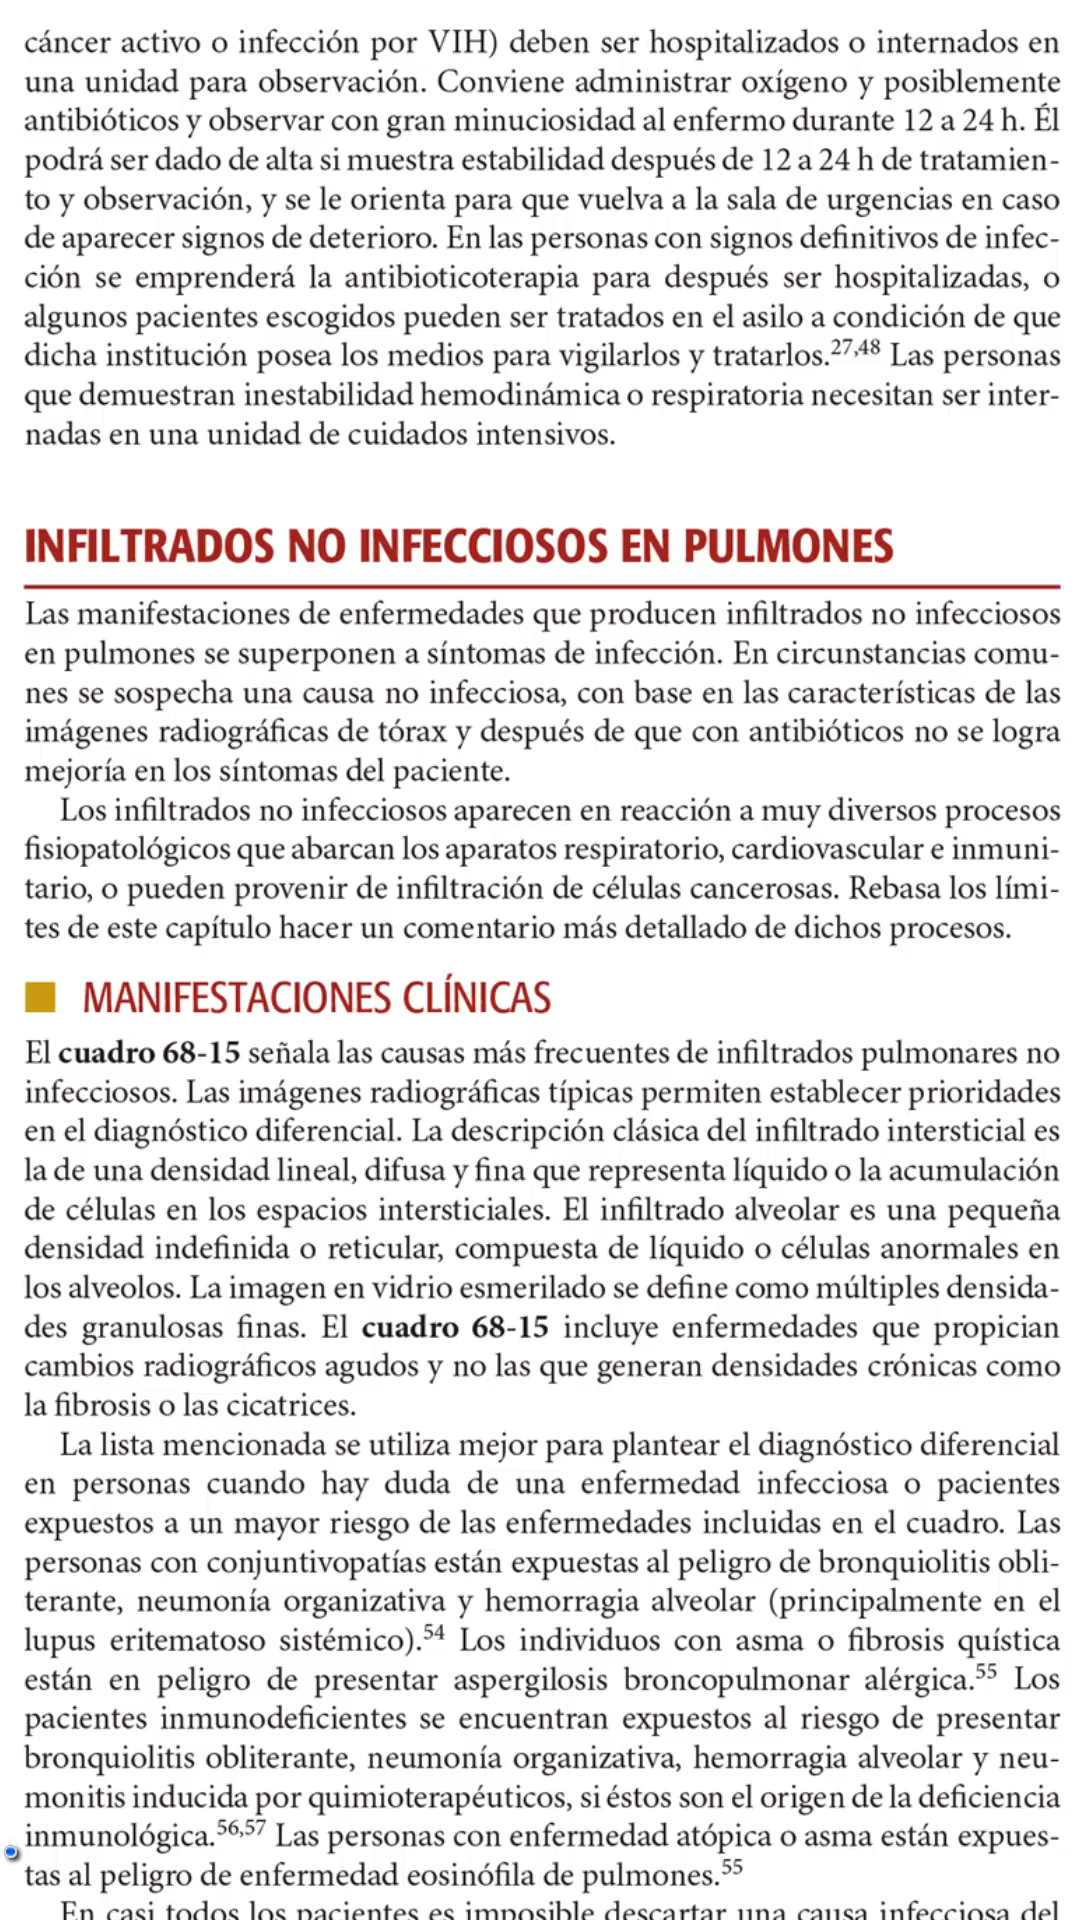 cáncer activo o infección por VIH) deben ser hospitalizados o internados en
una unidad para observación. Conviene administrar oxígeno y posiblemente
antibióticos y observar con gran minuciosidad al enfermo durante 12 a 24 h. Él
podrá ser dado de alta si muestra estabilidad después de 12 a 24 h de tratamien-
to y observación, y se le orienta para que vuelva a la sala de urgencias en caso
de aparecer signos de deterioro. En las personas con signos definitivos de infec-
ción se emprenderá la antibioticoterapia para después ser hospitalizadas, o
algunos pacientes escogidos pueden ser tratados en el asilo a condición de que
dicha institución posea los medios para vigilarlos y tratarlos.27,48 Las personas
que demuestran inestabilidad hemodinámica o respiratoria necesitan ser inter-
nadas en una unidad de cuidados intensivos.
INFILTRADOS NO INFECCIOSOS EN PULMONES
Las manifestaciones de enfermedades que producen infiltrados no infecciosos
en pulmones se superponen a síntomas de infección. En circunstancias comu-
nes se sospecha una causa no infecciosa, con base en las características de las
imágenes radiográficas de tórax y después de que con antibióticos no se logra
mejoría en los síntomas del paciente.
Los infiltrados no infecciosos aparecen en reacción a muy diversos procesos
fisiopatológicos que abarcan los aparatos respiratorio, cardiovascular e inmuni-
tario, o pueden provenir de infiltración de células cancerosas. Rebasa los lími-
tes de este capítulo hacer un comentario más detallado de dichos procesos.
MANIFESTACIONES CLÍNICAS
El cuadro 68-15 señala las causas más frecuentes de infiltrados pulmonares no
infecciosos. Las imágenes radiográficas típicas permiten establecer prioridades
en el diagnóstico diferencial. La descripción clásica del infiltrado intersticial es
la de una densidad lineal, difusa y fina que representa líquido o la acumulación
de células en los espacios intersticiales. El infiltrado alveolar es una pequeña
densidad indefinida o reticular, compuesta de líquido o células anormales en
los alveolos. La imagen en vidrio esmerilado se define como múltiples densida-
des granulosas finas. El cuadro 68-15 incluye enfermedades que propician
cambios radiográficos agudos y no las que generan densidades crónicas como
la fibrosis o las cicatrices.
La lista mencionada se utiliza mejor para plantear el diagnóstico diferencial
en personas cuando hay duda de una enfermedad infecciosa o pacientes
expuestos a un mayor riesgo de las enfermedades incluidas en el cuadro. Las
personas con conjuntivopatías están expuestas al peligro de bronquiolitis obli-
terante, neumonía organizativa y hemorragia alveolar (principalmente en el
lupus eritematoso sistémico).54 Los individuos con asma o fibrosis quística
están en peligro de presentar aspergilosis broncopulmonar alérgica.55 Los
pacientes inmunodeficientes se encuentran expuestos al riesgo de presentar
bronquiolitis obliterante, neumonía organizativa, hemorragia alveolar y neu-
monitis inducida por quimioterapéuticos, si éstos son el origen de la deficiencia
inmunológica.56,57 Las personas con enfermedad atópica o asma están expues-
tas al peligro de enfermedad eosinófila de pulmones.55
En casi todos los pacientes es imposible descartar una causa infecciosa del